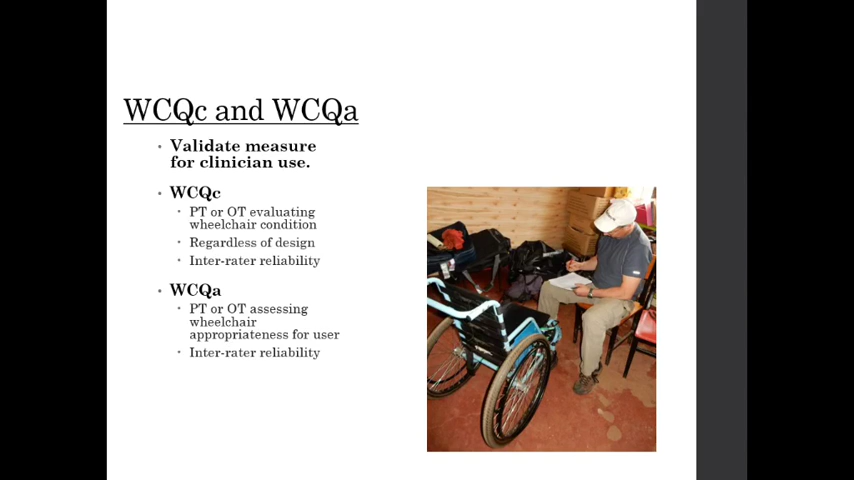 WCQc and WCQa
• Validate measure
for clinician use.
• WCQc
• PT or OT evaluating
wheelchair condition
• Regardless of design
• Inter-rater reliability
• WCQa
• PT or OT assessing
wheelchair
appropriateness for user
• Inter-rater reliability